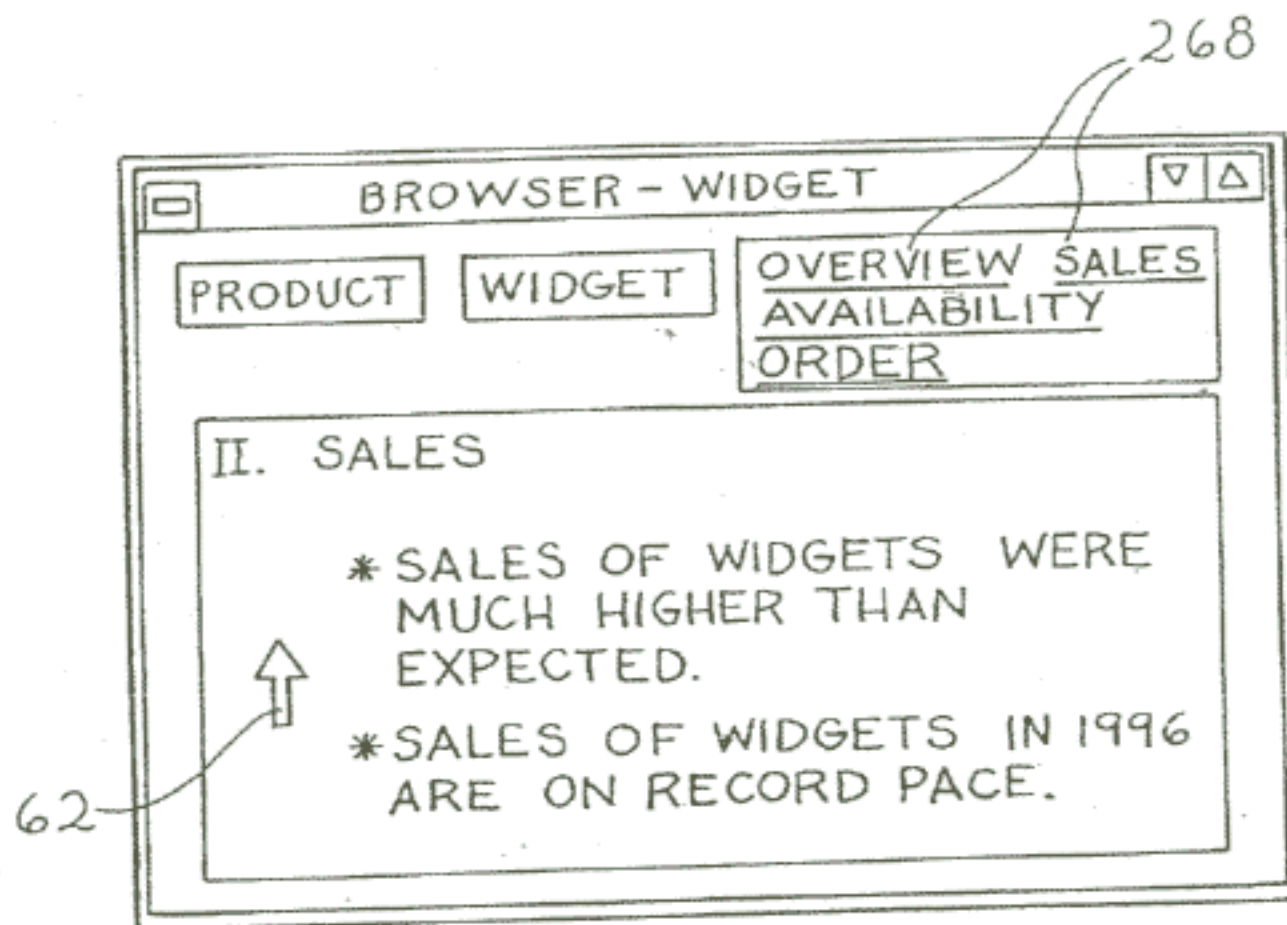 268
BROWSER - WIDGET
PRODUCT
WIDGET
OVERVIEW SALES
AVAILABILITY
ORDER
II. SALES
* SALES OF WIDGETS WERE
MUCH HIGHER THAN
EXPECTED.
* SALES OF WIDGETS IN 1996
ARE ON RECORD PACE.
62